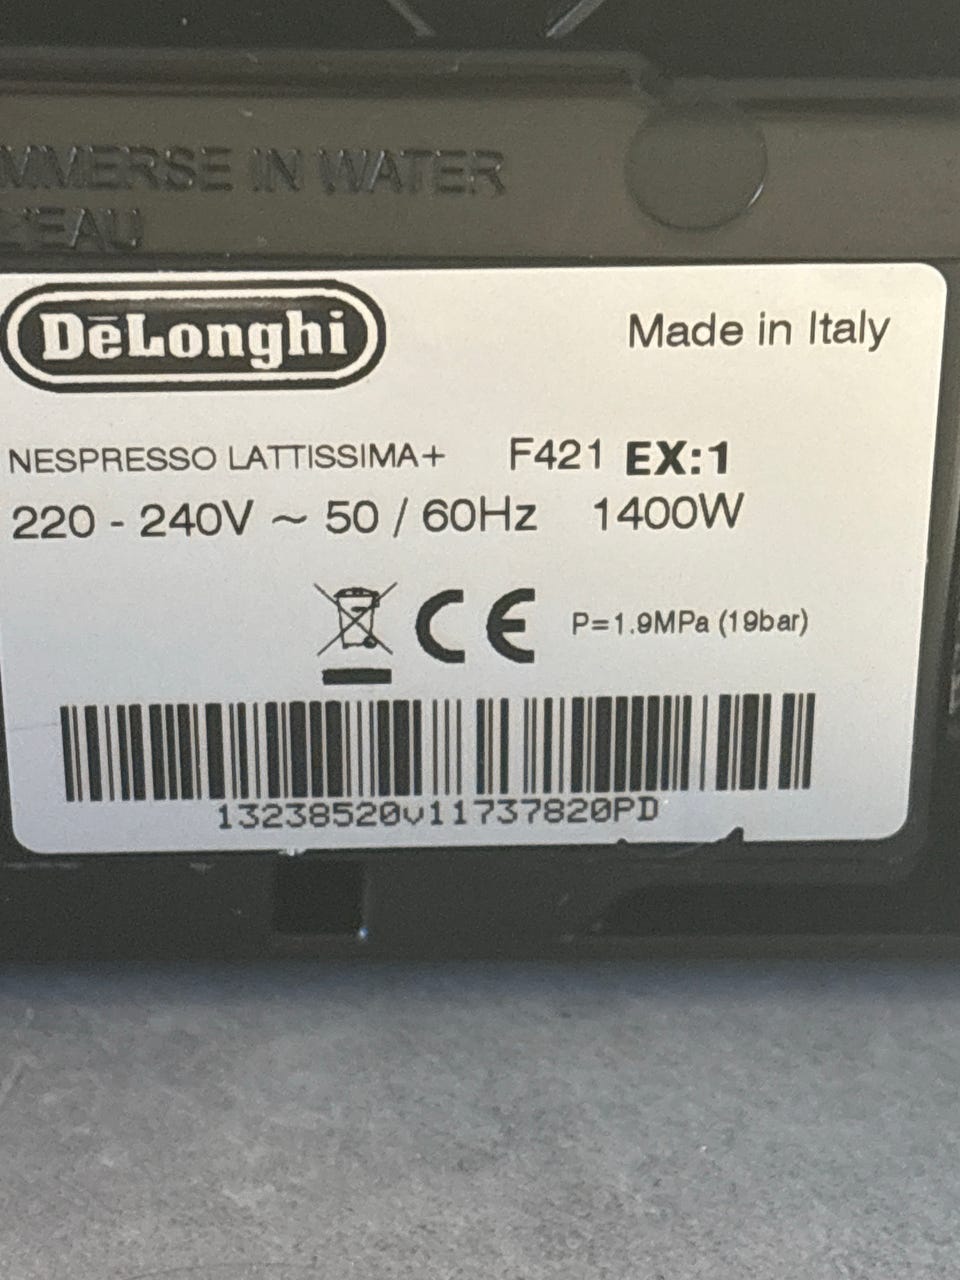 MMERSE IN WATER
L'EAU
DēLonghi
Made in Italy
NESPRESSO LATTISSIMA+ F421 EX:1
220 - 240V ~ 50 / 60Hz 1400W
CE P=1.9MPa (19bar)
13238520v11737820PD